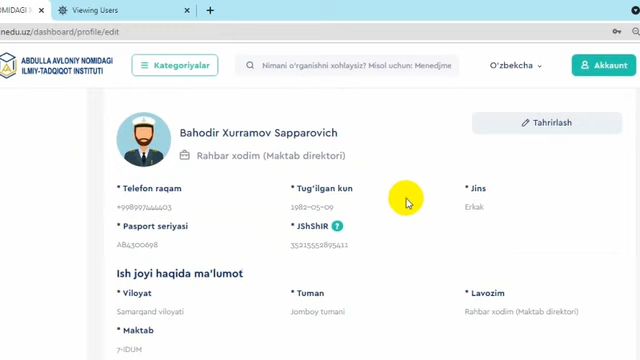 NOMIDAGI X
Viewing Users
nedu.uz/dashboard/profile/edit
ABDULLA AVLONIY NOMIDAGI
ILMIY-TADQIQOT INSTITUTI
Kategoriyalar
Nimani o'rganishni xohlaysiz? Misol uchun: Menedjme
O'zbekcha
Akkaunt
Bahodir Xurramov Sapparovich
Tahrirlash
Rahbar xodim (Maktab direktori)
* Telefon raqam * Tug'ilgan kun * Jins
+998997444403 1982-05-09 Erkak
* Pasport seriyasi * JShShIR ?
AB4300698 35215552895411
Ish joyi haqida ma'lumot
* Viloyat * Tuman * Lavozim
Samarqand viloyati Jomboy tumani Rahbar xodim (Maktab direktori)
* Maktab
7-IDUM